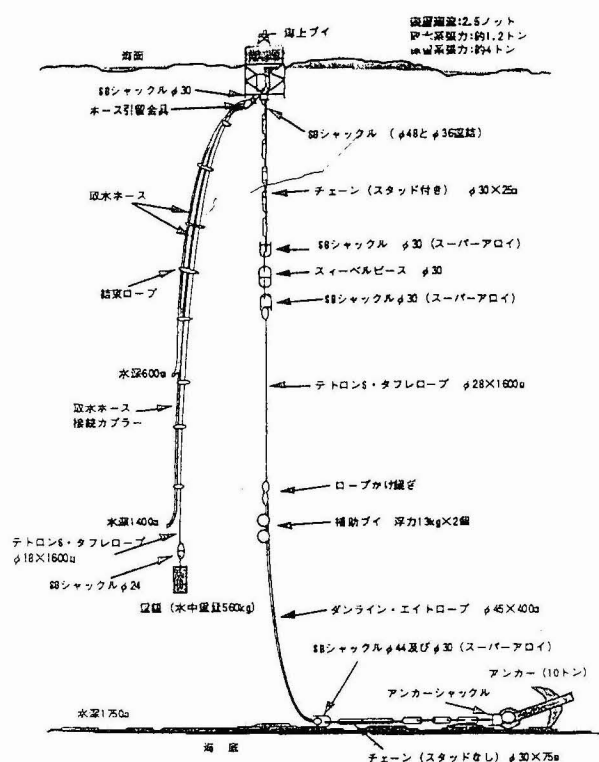 海上ブイ
潮流:2.5ノット
張力:約1.2トン
張力:約4トン
海面
SBシャックルφ30
ホース引留金具
SBシャックル (φ48とφ36連結)
取水ホース
チェーン(スタッド付き) φ30×25m
SBシャックル φ30(スーパーアロイ)
スィーベルピース φ30
SBシャックルφ30(スーパーアロイ)
結束ロープ
水深600m
テトロンS・タフレロープ φ28×1600m
取水ホース
接続カプラー
ロープかけ継ぎ
水深1400m
補助ブイ 浮力13kg×2個
テトロンS・タフレロープ
φ18×1600m
SBシャックルφ24
(水中重量560kg)
ダンライン・エイトロープ φ45×400m
SBシャックルφ44及びφ30(スーパーアロイ)
アンカー(10トン)
アンカーシャックル
水深1750m
海底
チェーン(スタッドなし)φ30×75m